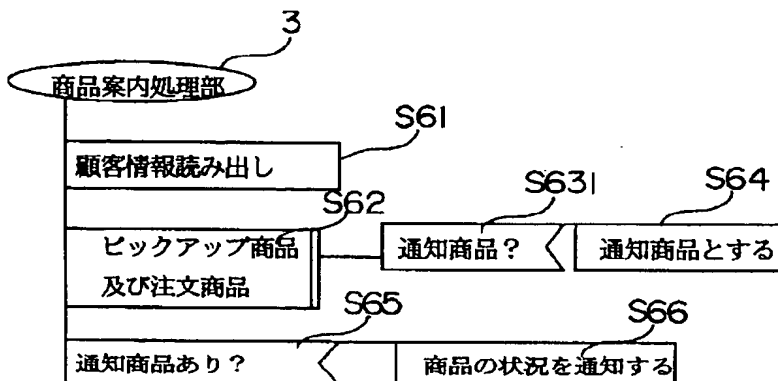 3
商品案内処理部
S61
顧客情報読み出し
S62
S631
S64
ピックアップ商品
及び注文商品
通知商品?
通知商品とする
S65
S66
通知商品あり?
商品の状況を通知する